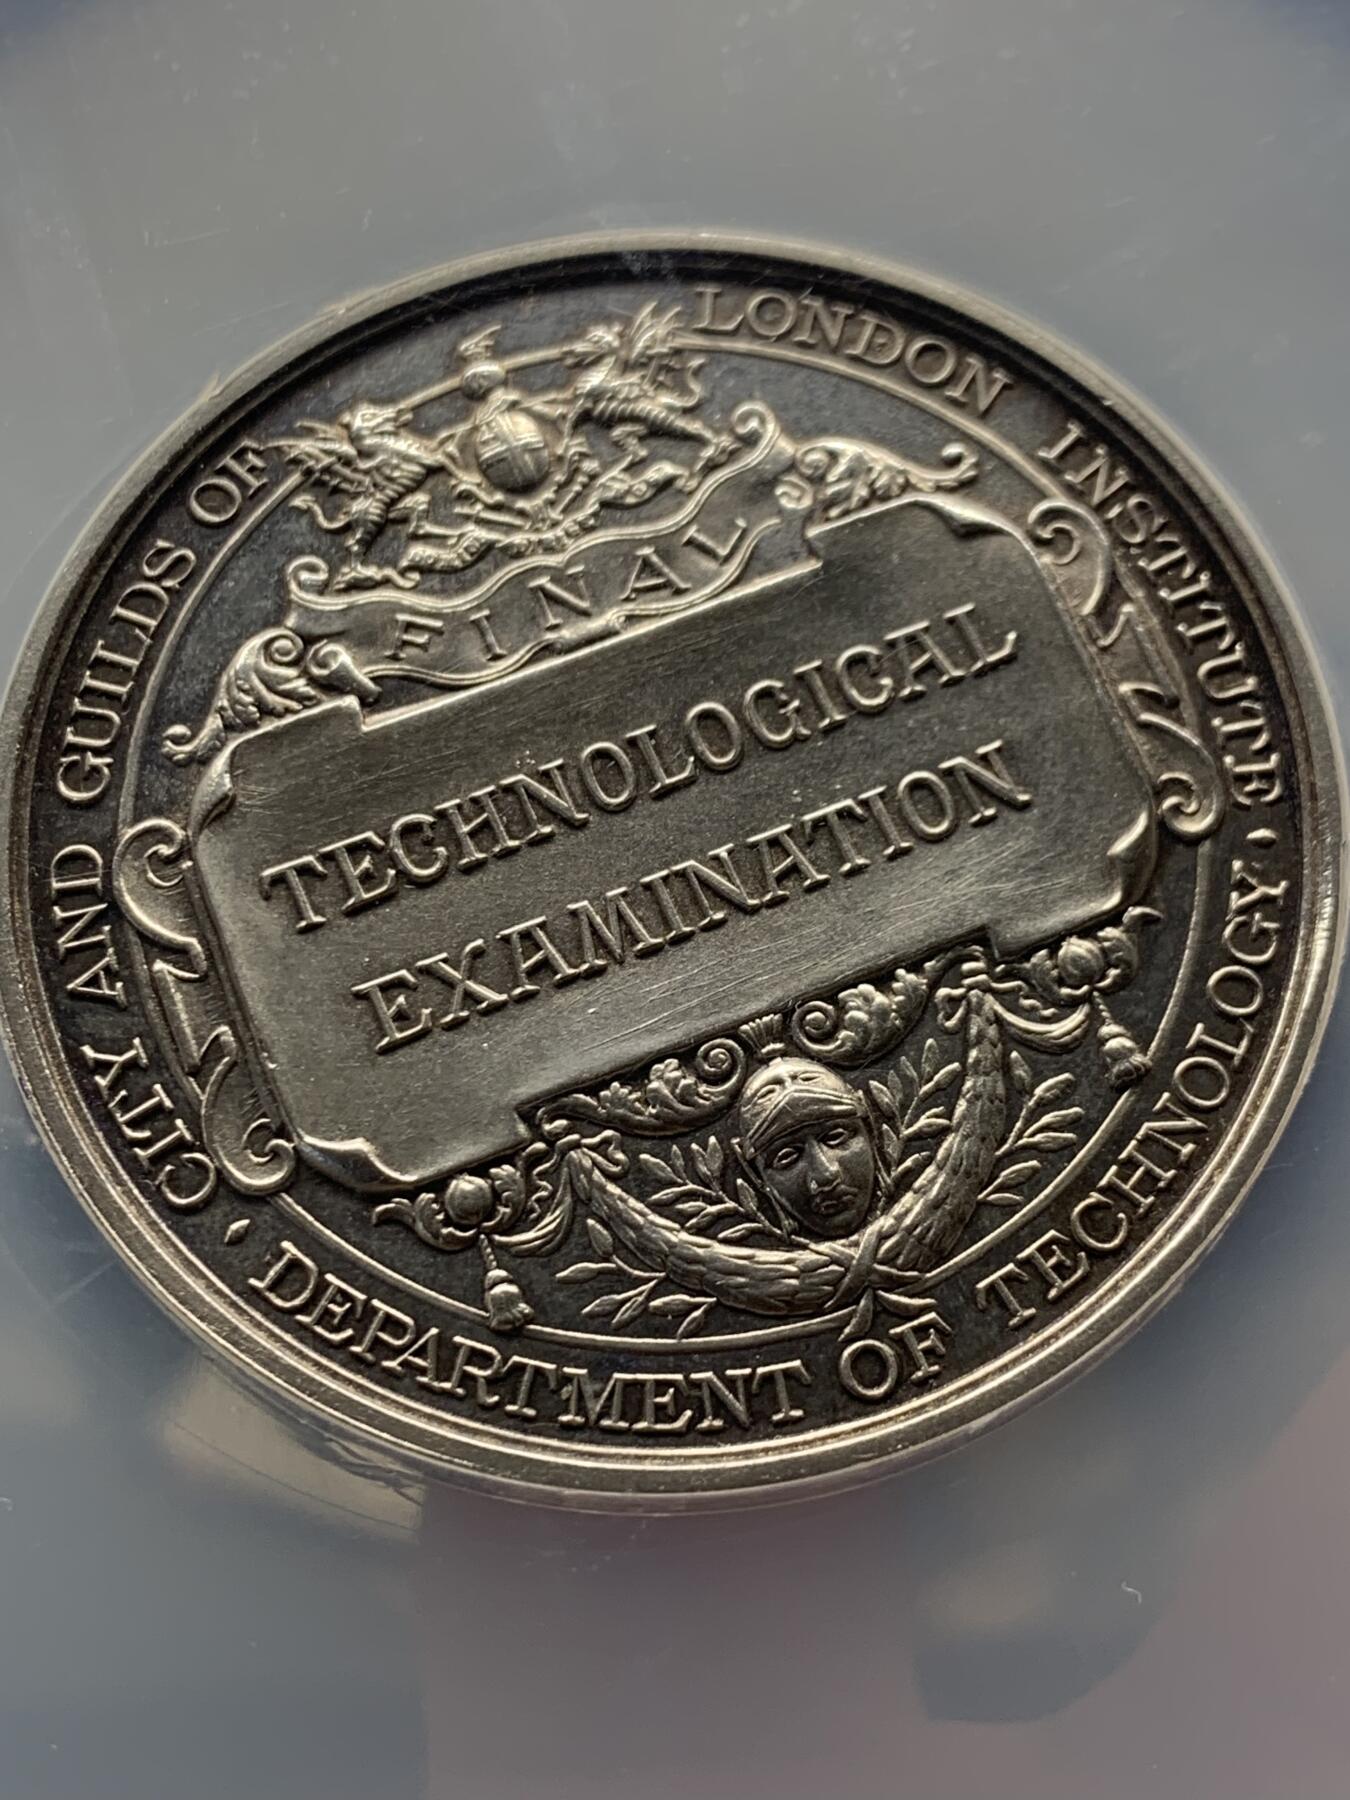 CITY AND GUILDS OF LONDON INSTITUTE ·
· DEPARTMENT OF TECHNOLOGY
FINAL
TECHNOLOGICAL
EXAMINATION